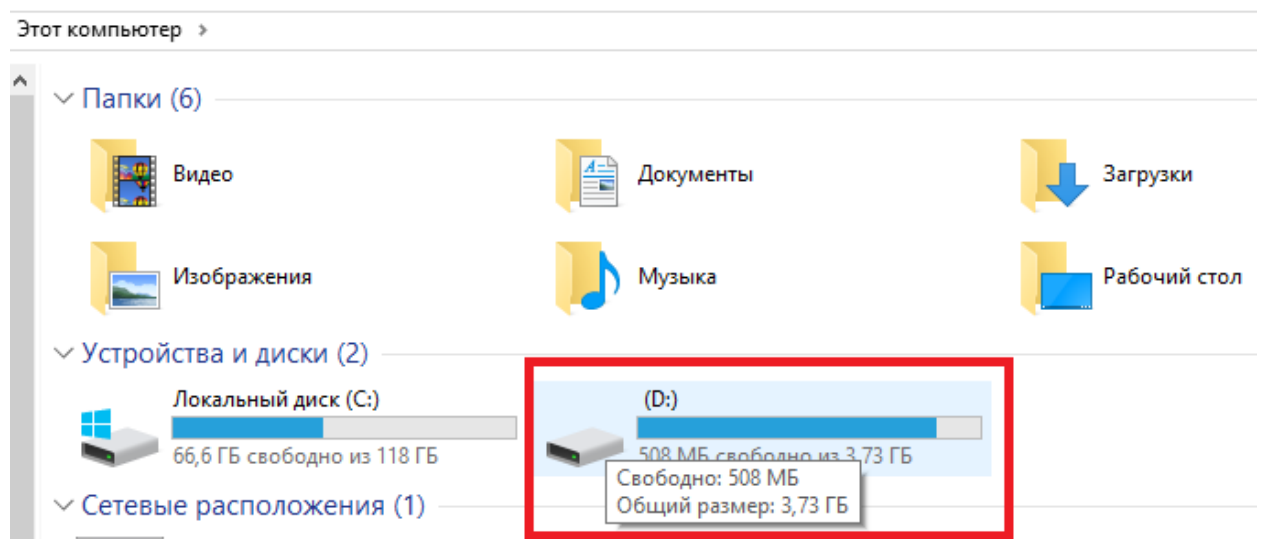 Этот компьютер
Папки (6)
Видео
Документы
Загрузки
Изображения
Музыка
Рабочий стол
Устройства и диски (2)
Локальный диск (C:)
66,6 ГБ свободно из 118 ГБ
(D:)
508 МБ свободно из 3,73 ГБ
Свободно: 508 МБ
Общий размер: 3,73 ГБ
Сетевые расположения (1)